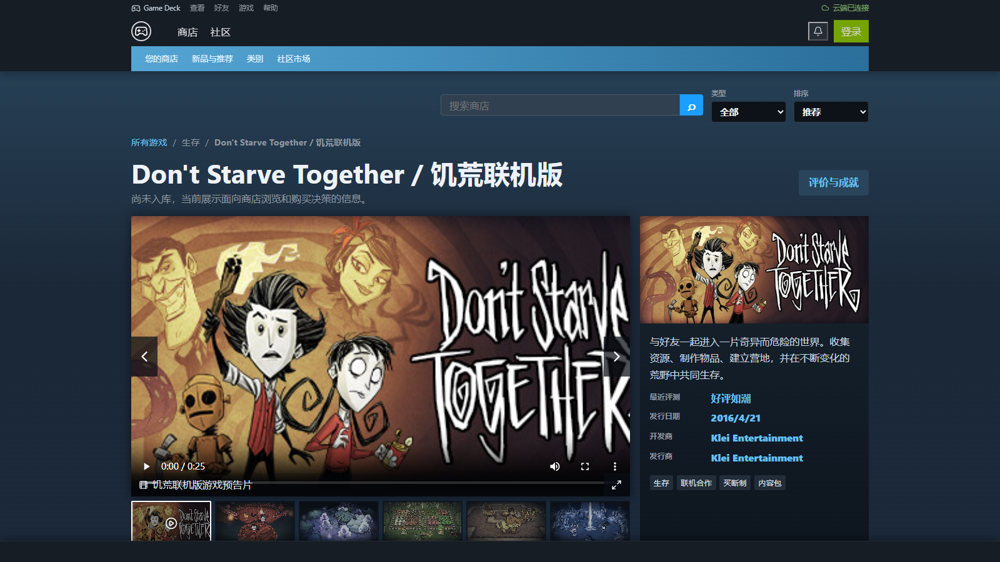 Game Deck 查看 好友 游戏 帮助 云端已连接
商店 社区 登录
您的商店 新品与推荐 类别 社区市场
类型 排序
搜索商店 全部 推荐
所有游戏 / 生存 / Don't Starve Together / 饥荒联机版
Don't Starve Together / 饥荒联机版
评价与成就
尚未入库，当前展示面向商店浏览和购买决策的信息。
Don't Starve
TOGETHER
Don't Starve
TOGETHER
与好友一起进入一片奇异而危险的世界。收集
资源、制作物品、建立营地，并在不断变化的
荒野中共同生存。
最近评测 好评如潮
发行日期 2016/4/21
开发商 Klei Entertainment
发行商 Klei Entertainment
生存 联机合作 买断制 内容包
0:00 / 0:25
饥荒联机版游戏预告片
Don't Starve
TOGETHER